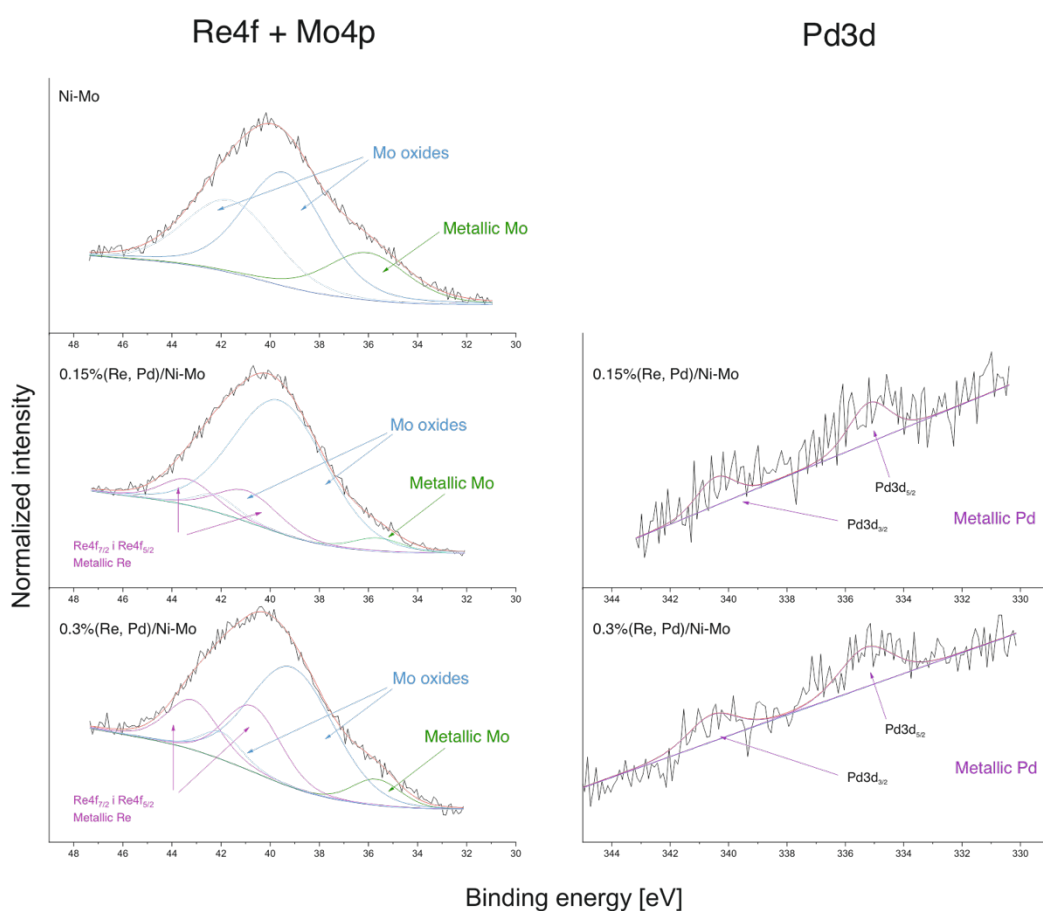 Re4f + Mo4p
Pd3d
Normalized intensity
Ni-Mo
Mo oxides
Metallic Mo
48 46 44 42 40 38 36 34 32 30
0.15%(Re, Pd)/Ni-Mo
Mo oxides
Metallic Mo
Re4f7/2 i Re4f5/2
Metallic Re
48 46 44 42 40 38 36 34 32 30
0.15%(Re, Pd)/Ni-Mo
Pd3d5/2
Pd3d3/2
Metallic Pd
344 342 340 338 336 334 332 330
0.3%(Re, Pd)/Ni-Mo
Mo oxides
Metallic Mo
Re4f7/2 i Re4f5/2
Metallic Re
48 46 44 42 40 38 36 34 32 30
0.3%(Re, Pd)/Ni-Mo
Pd3d5/2
Metallic Pd
Pd3d3/2
344 342 340 338 336 334 332 330
Binding energy [eV]